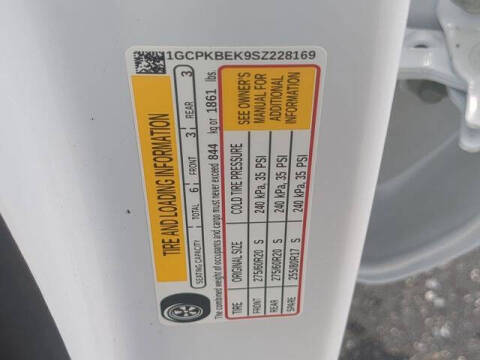 1GCPKBEK9SZ228169
TIRE AND LOADING INFORMATION
SEATING CAPACITY | TOTAL 6 | FRONT 3 | REAR 3
The combined weight of occupants and cargo must never exceed 844 kg or 1861 lbs.
TIRE ORIGINAL SIZE COLD TIRE PRESSURE
FRONT 275/60R20 S 240 kPa, 35 PSI
REAR 275/60R20 S 240 kPa, 35 PSI
SPARE 255/80R17 S 240 kPa, 35 PSI
SEE OWNER'S
MANUAL FOR
ADDITIONAL
INFORMATION